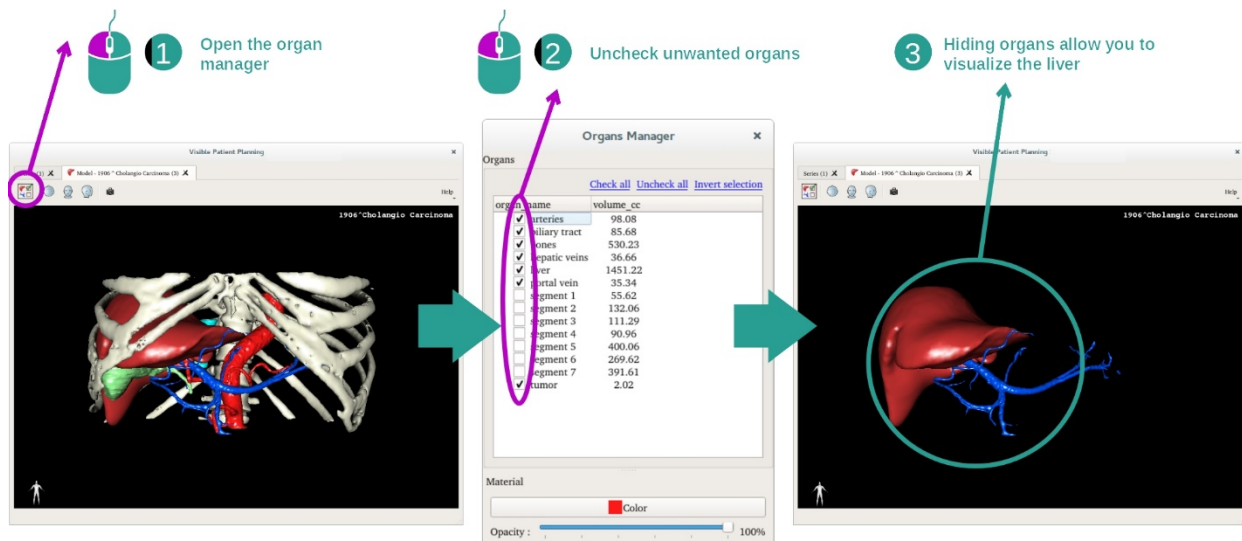 1 Open the organ
manager
2 Uncheck unwanted organs
3 Hiding organs allow you to
visualize the liver
Visible Patient Planning
(1)
Model - 1906 ^ Cholangio Carcinoma (3)
Help
1906^Cholangio Carcinoma
Organs Manager
Organs
Check all Uncheck all Invert selection
organ_name volume_cc
arteries 98.08
biliary tract 85.68
bones 530.23
hepatic veins 36.66
liver 1451.22
portal vein 35.34
segment 1 55.62
segment 2 132.06
segment 3 111.29
segment 4 90.96
segment 5 400.06
segment 6 269.62
segment 7 391.61
tumor 2.02
Material
Color
Opacity : 100%
Visible Patient Planning
Series (1) Model - 1906 ^ Cholangio Carcinoma (3)
Help
1906^Cholangio Carcinoma